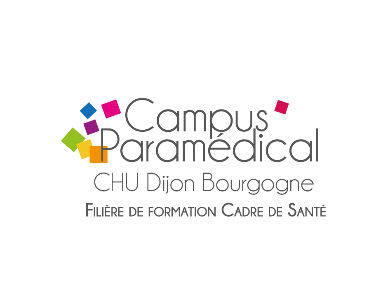 Campus
Paramédical
CHU Dijon Bourgogne
Filière de formation Cadre de Santé